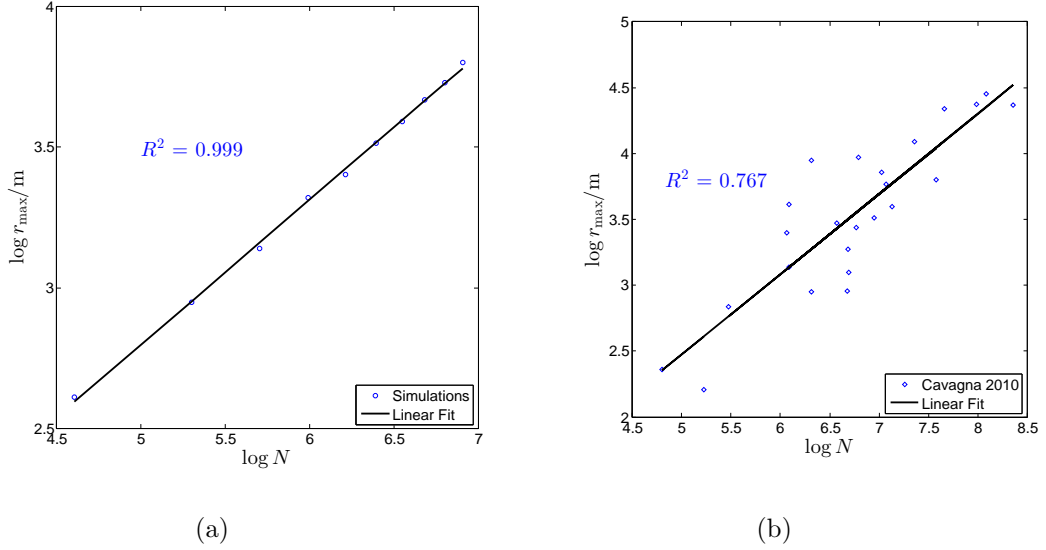 4
3.5
3
2.5
4.5
5
5.5
6
6.5
7
log r_max/m
log N
R² = 0.999
Simulations
Linear Fit
(a)
5
4.5
4
3.5
3
2.5
2
4.5
5
5.5
6
6.5
7
7.5
8
8.5
log r_max/m
log N
R² = 0.767
Cavagna 2010
Linear Fit
(b)